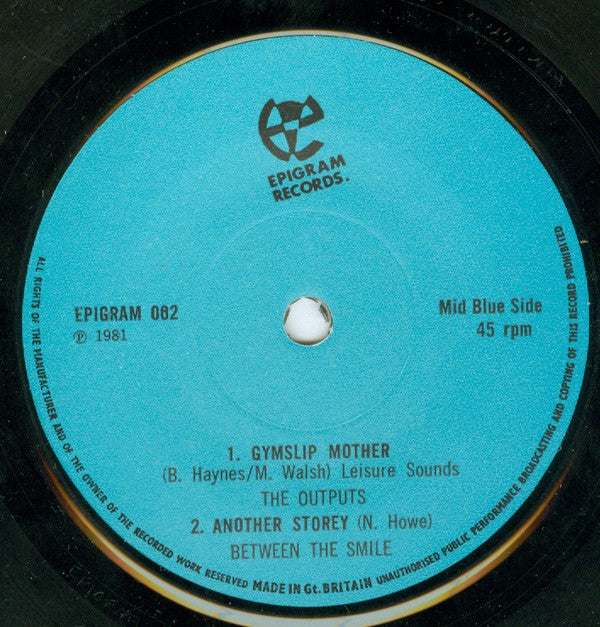 EPIGRAM
RECORDS.
EPIGRAM 002
℗ 1981
Mid Blue Side
45 rpm
1. GYMSLIP MOTHER
(B. Haynes/M. Walsh) Leisure Sounds
THE OUTPUTS
2. ANOTHER STOREY (N. Howe)
BETWEEN THE SMILE
ALL RIGHTS OF THE MANUFACTURER AND OF THE OWNER OF THE RECORDED WORK RESERVED MADE IN Gt. BRITAIN UNAUTHORISED PUBLIC PERFORMANCE BROADCASTING AND COPYING OF THIS RECORD PROHIBITED